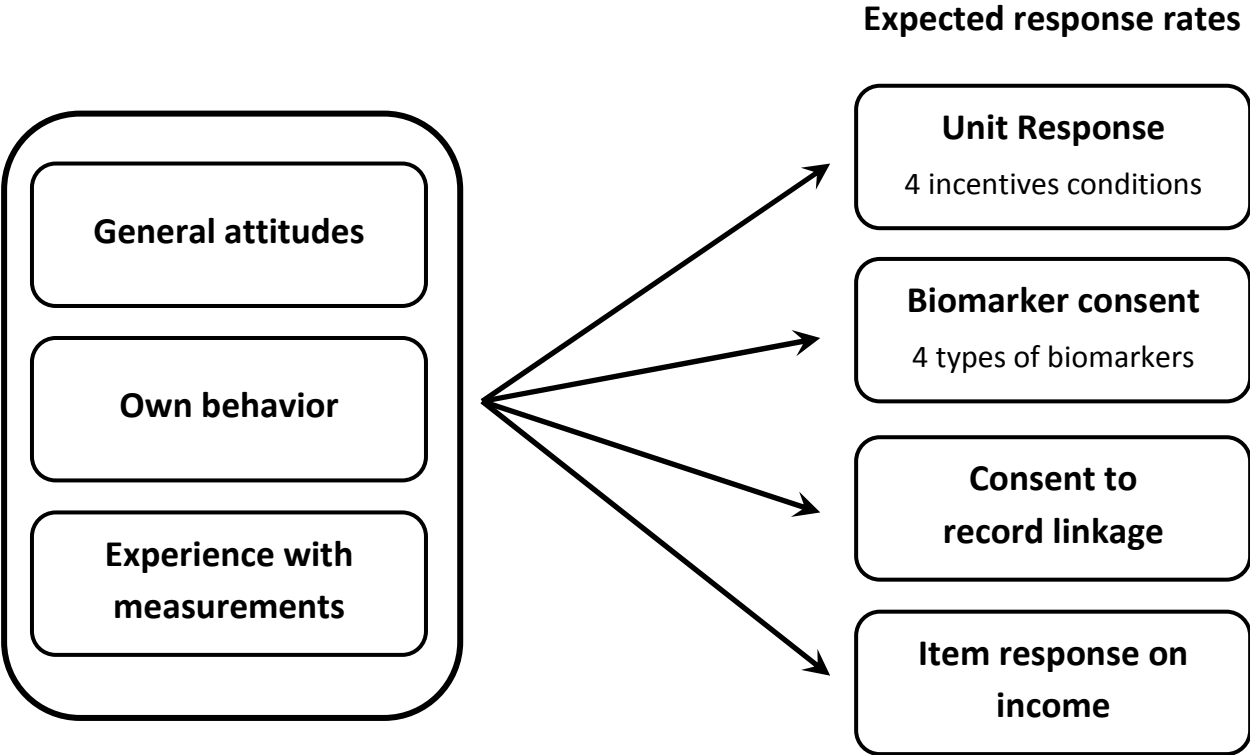 Expected response rates
General attitudes
Own behavior
Experience with
measurements
Unit Response
4 incentives conditions
Biomarker consent
4 types of biomarkers
Consent to
record linkage
Item response on
income